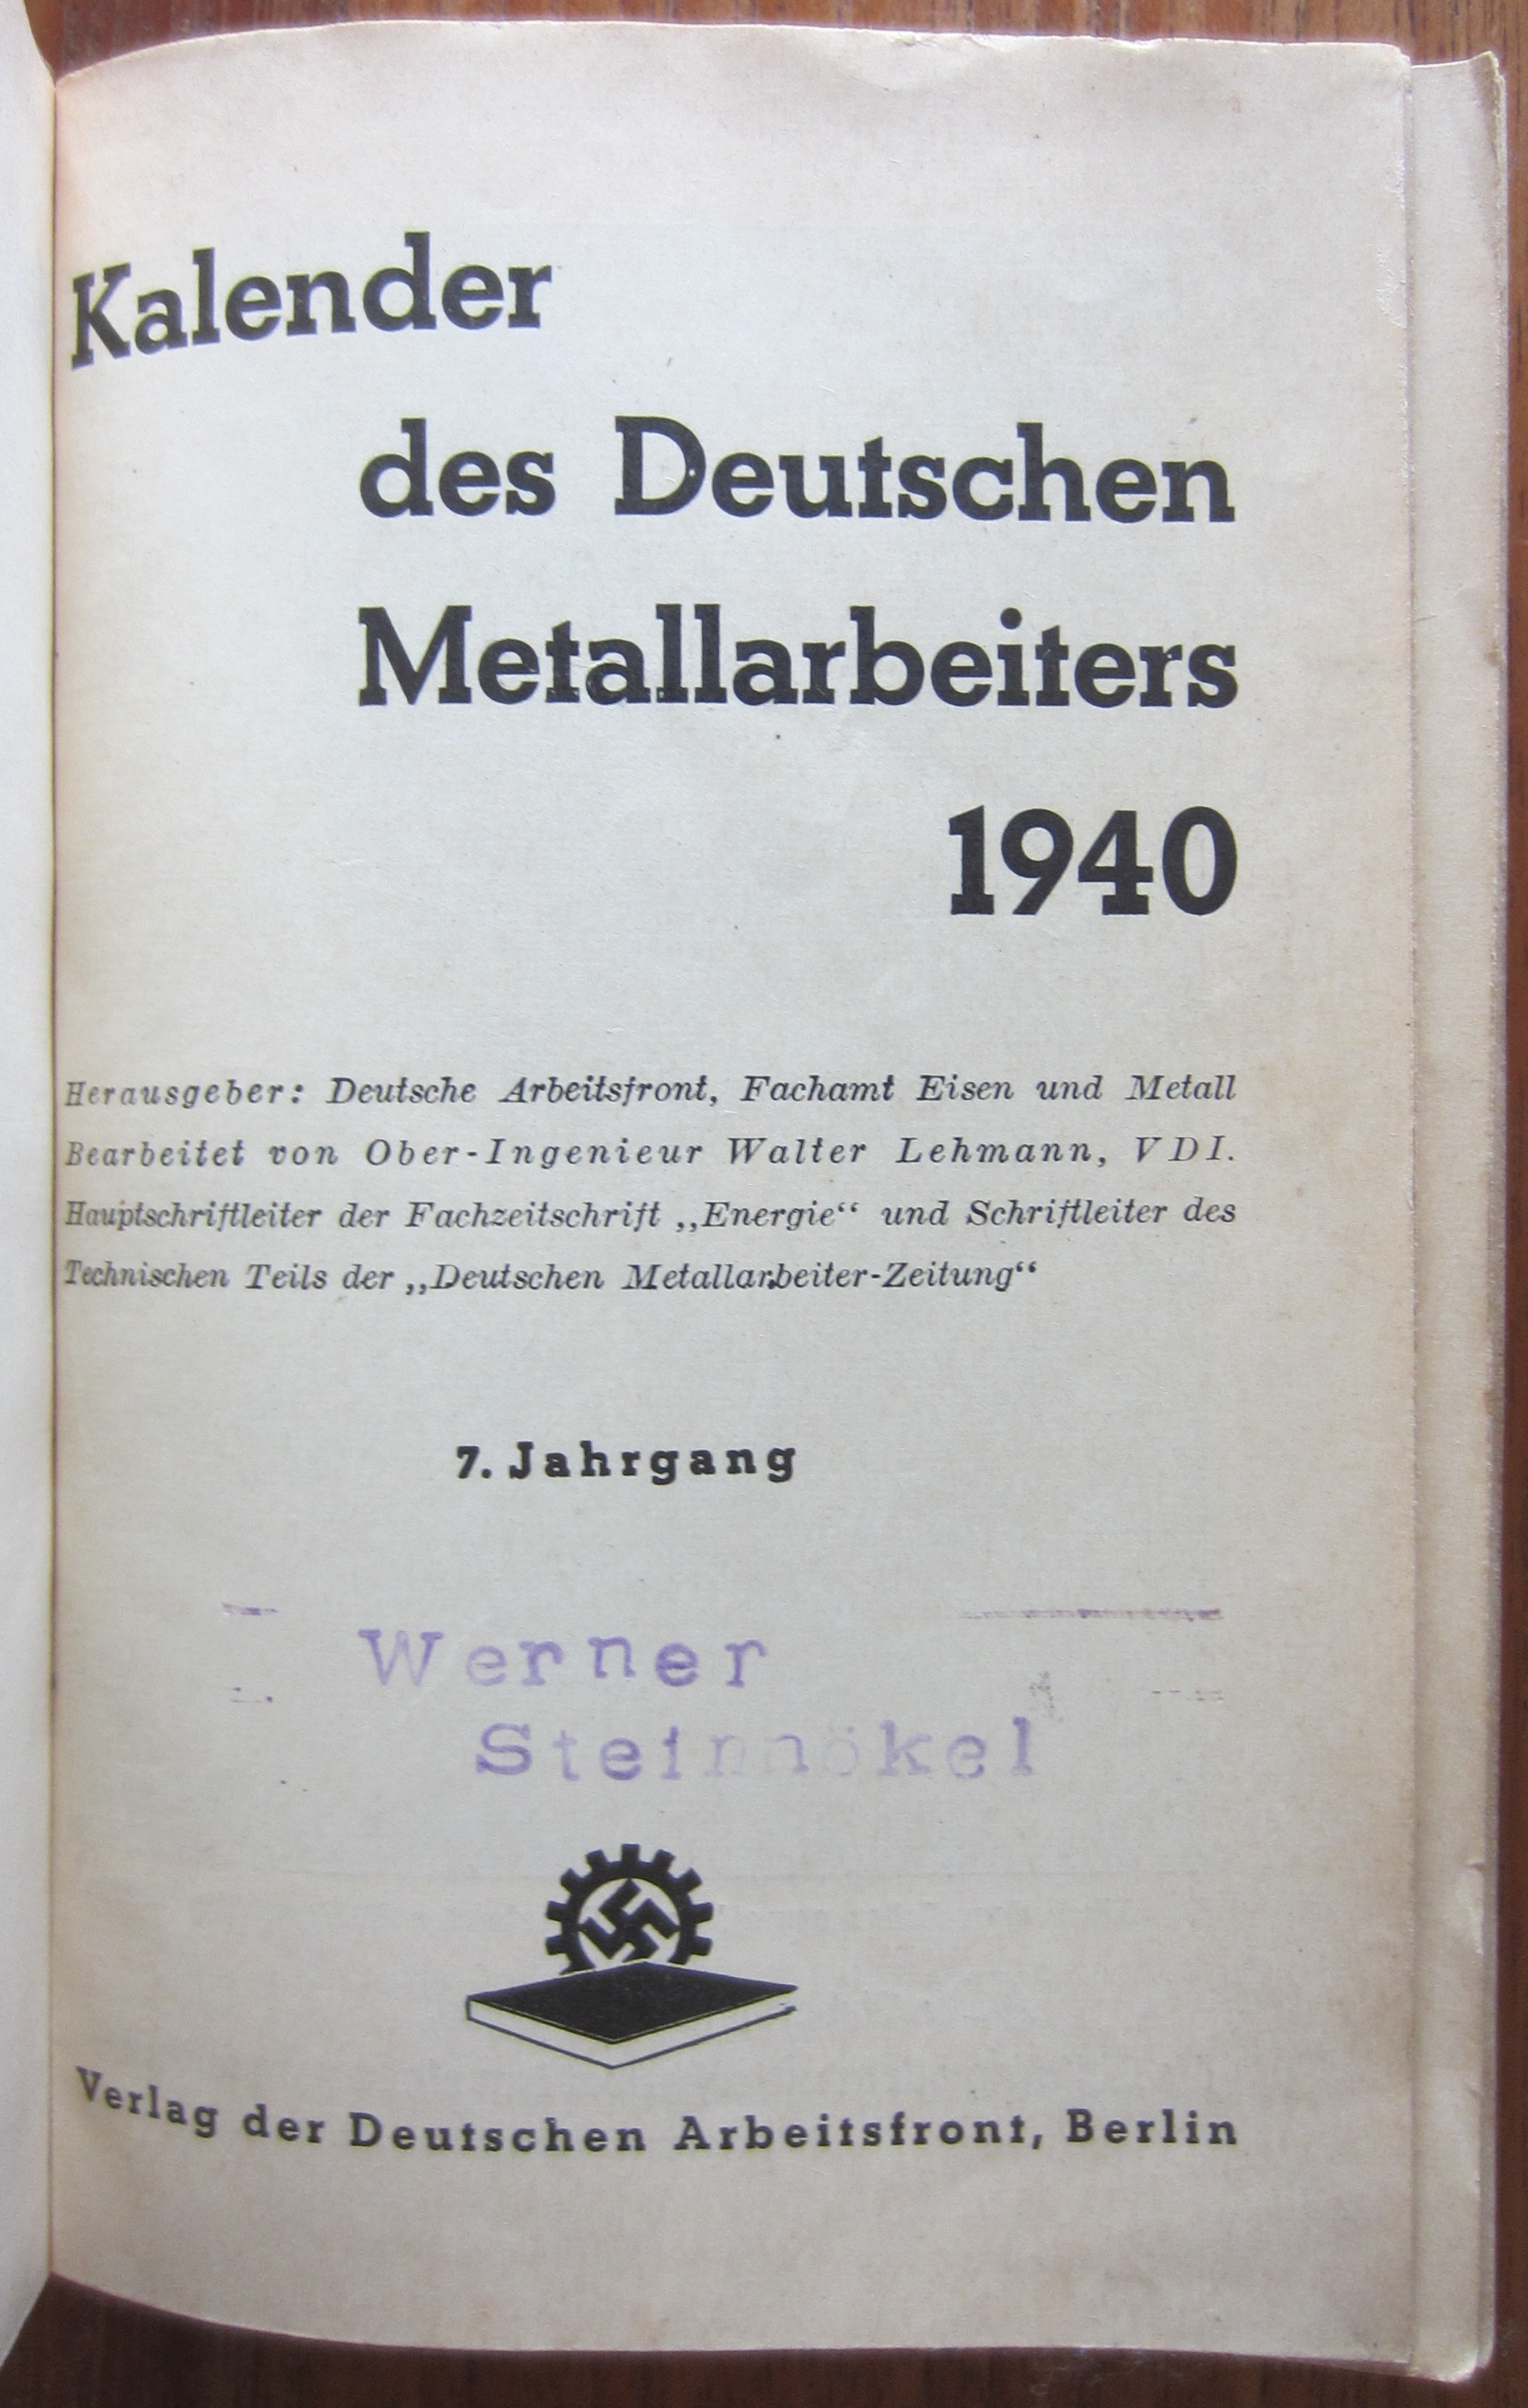 Kalender
des Deutschen
Metallarbeiters
1940
Herausgeber: Deutsche Arbeitsfront, Fachamt Eisen und Metall
Bearbeitet von Ober-Ingenieur Walter Lehmann, VDI.
Hauptschriftleiter der Fachzeitschrift „Energie“ und Schriftleiter des
Technischen Teils der „Deutschen Metallarbeiter-Zeitung“
7. Jahrgang
Werner
Steinnökel
Verlag der Deutschen Arbeitsfront, Berlin